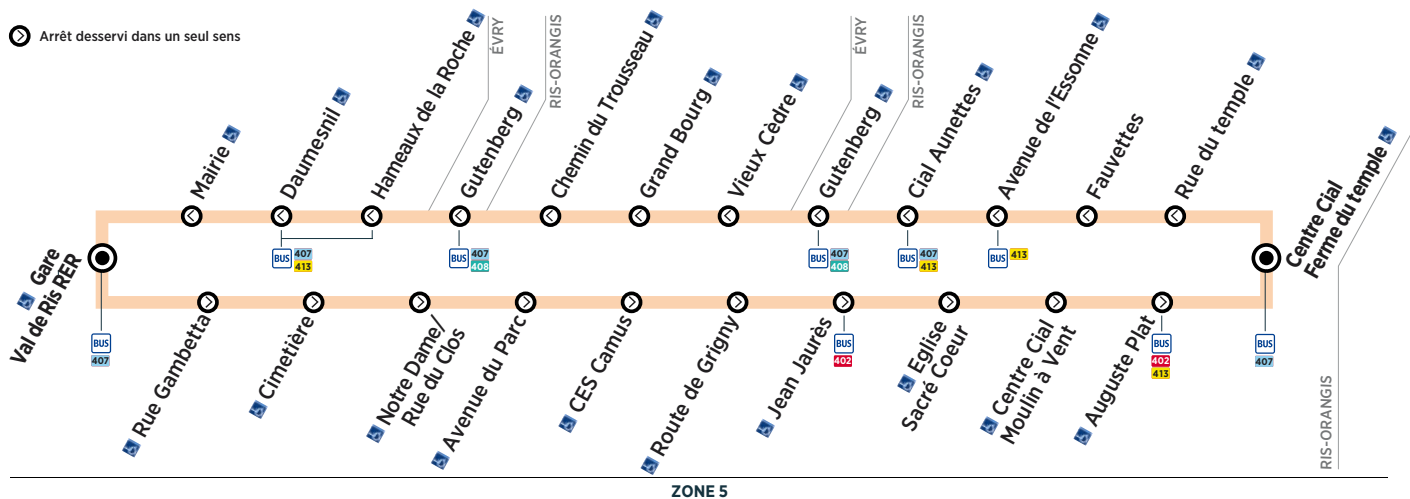 Arrêt desservi dans un seul sens
Mairie
Daumesnil
Hameaux de la Roche
ÉVRY
Gutenberg
RIS-ORANGIS
Chemin du Trousseau
Grand Bourg
Vieux Cèdre
ÉVRY
Gutenberg
RIS-ORANGIS
Cial Aunettes
Avenue de l'Essonne
Fauvettes
Rue du temple
Centre Cial
Ferme du temple
Gare
Val de Ris RER
BUS 407
413
BUS 407
408
BUS 407
408
BUS 407
413
BUS 413
BUS
407
BUS
402
BUS
402
413
BUS
407
Rue Gambetta
Cimetière
Notre Dame/
Rue du Clos
Avenue du Parc
CES Camus
Route de Grigny
Jean Jaurès
Eglise
Sacré Coeur
Centre Cial
Moulin à Vent
Auguste Plat
RIS-ORANGIS
ZONE 5